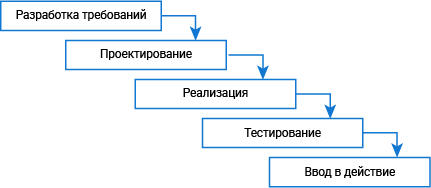 Разработка требований
Проектирование
Реализация
Тестирование
Ввод в действие